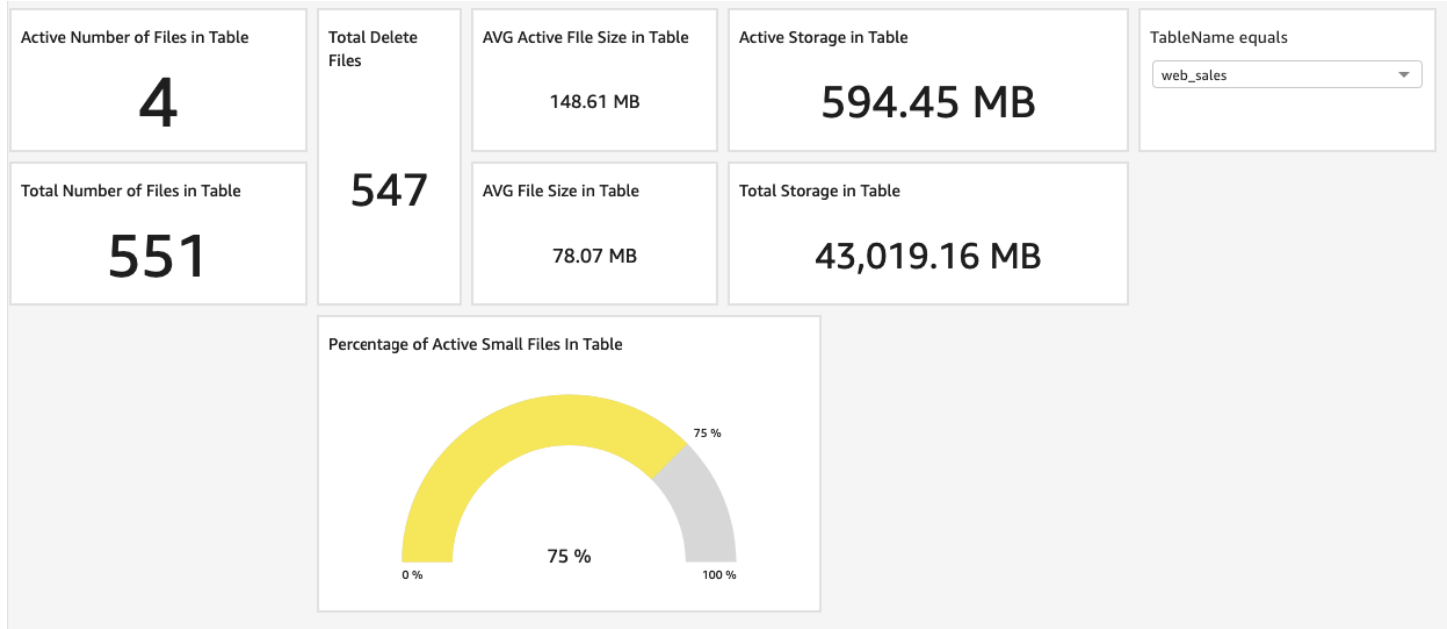 Active Number of Files in Table
4
Total Delete
Files
547
AVG Active FIle Size in Table
148.61 MB
Active Storage in Table
594.45 MB
TableName equals
web_sales
Total Number of Files in Table
551
AVG File Size in Table
78.07 MB
Total Storage in Table
43,019.16 MB
Percentage of Active Small Files In Table
75 %
75 %
0 %
100 %